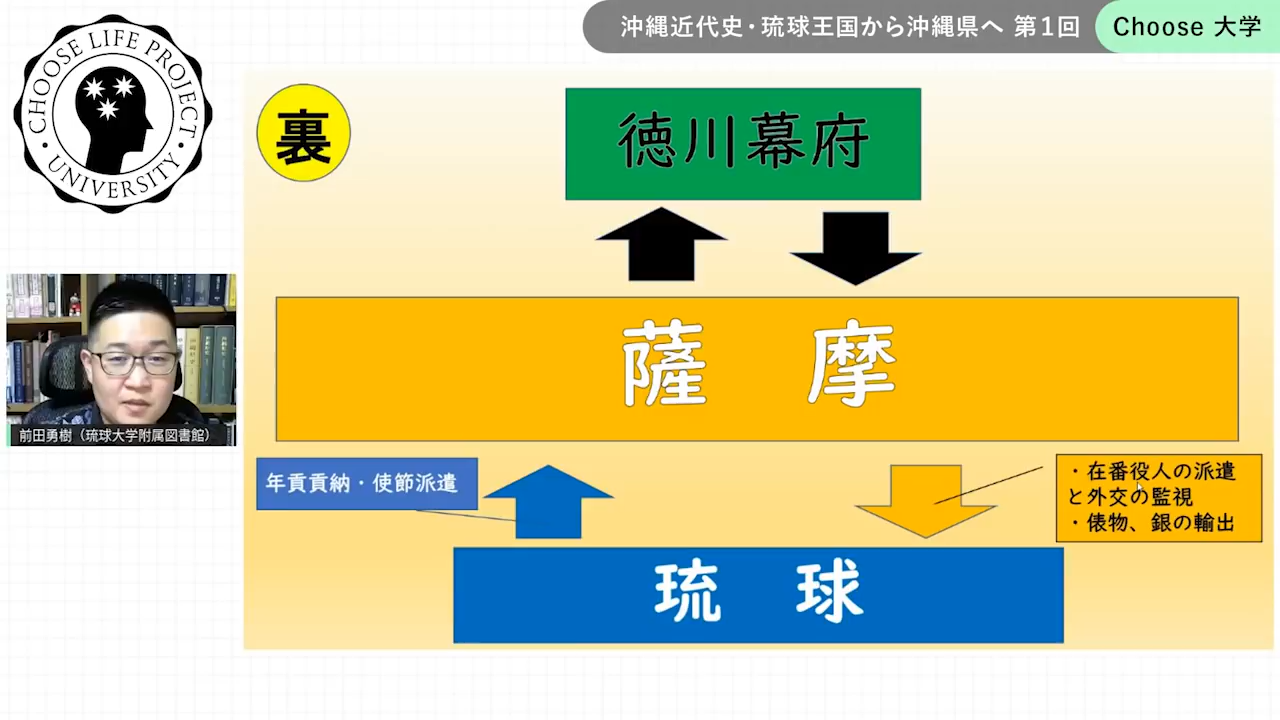 沖縄近代史・琉球王国から沖縄県へ 第1回
Choose 大学
CHOOSE LIFE PROJECT
・UNIVERSITY・
裏
徳川幕府
薩 摩
年貢貢納・使節派遣
・在番役人の派遣
と外交の監視
・俵物、銀の輸出
琉 球
前田勇樹（琉球大学附属図書館）